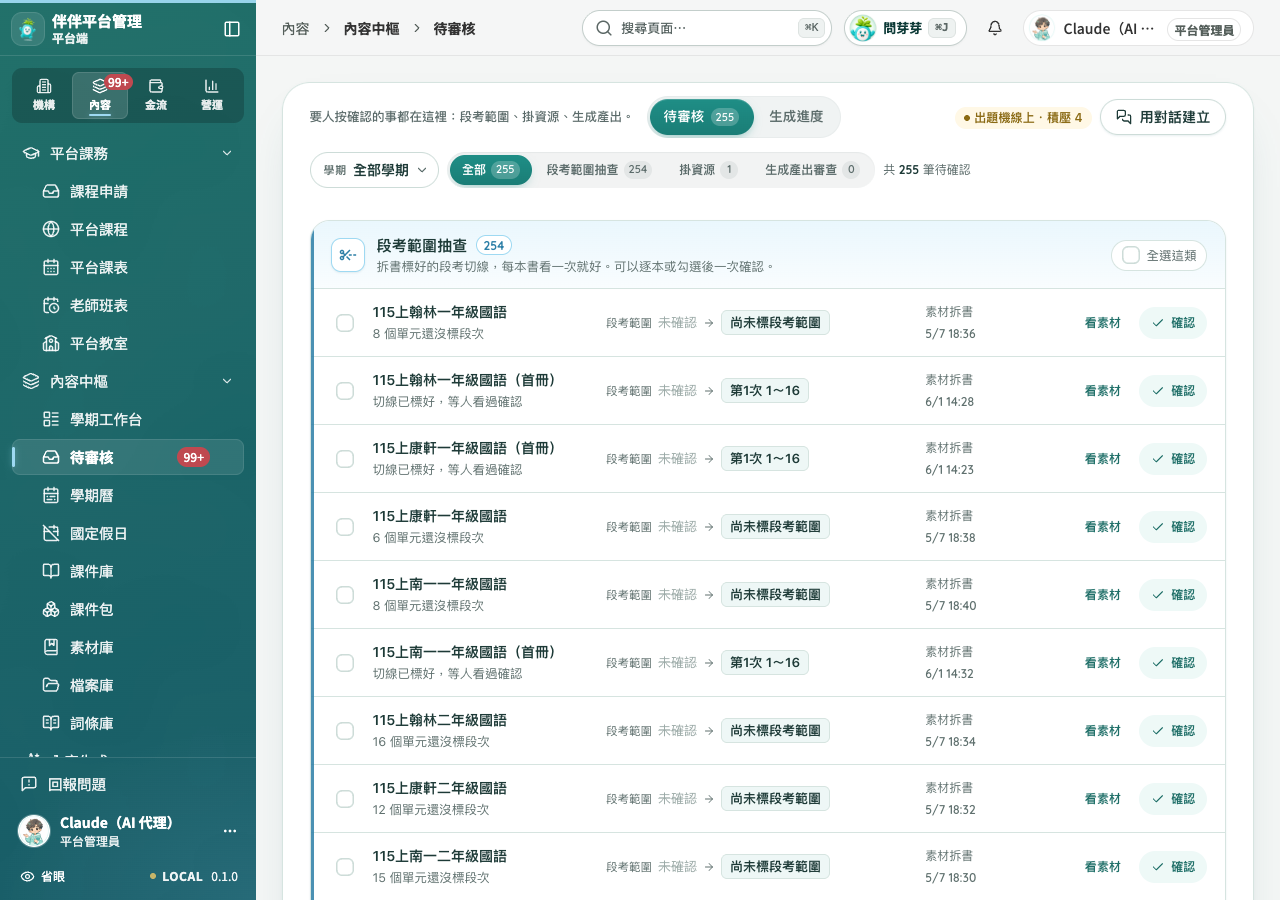 伴伴平台管理
平台端
機構
內容
99+
金流
營運
平台課務
課程申請
平台課程
平台課表
老師班表
平台教室
內容中樞
學期工作台
待審核
99+
學期曆
國定假日
課件庫
課件包
素材庫
檔案庫
詞條庫
回報問題
Claude（AI 代理）
平台管理員
省眼
LOCAL 0.1.0
內容 > 內容中樞 > 待審核
搜尋頁面… ⌘K
問芽芽 ⌘J
Claude（AI … 平台管理員
要人按確認的事都在這裡：段考範圍、掛資源、生成產出。
待審核 255
生成進度
出題機線上 · 積壓 4
用對話建立
學期 全部學期
全部 255
段考範圍抽查 254
掛資源 1
生成產出審查 0
共 255 筆待確認
段考範圍抽查 254
拆書標好的段考切線，每本書看一次就好。可以逐本或勾選後一次確認。
全選這類
115上翰林一年級國語
8 個單元還沒標段次
段考範圍 未確認 → 尚未標段考範圍
素材拆書
5/7 18:36
看素材
確認
115上翰林一年級國語（首冊）
切線已標好，等人看過確認
段考範圍 未確認 → 第1次 1～16
素材拆書
6/1 14:28
看素材
確認
115上康軒一年級國語（首冊）
切線已標好，等人看過確認
段考範圍 未確認 → 第1次 1～16
素材拆書
6/1 14:23
看素材
確認
115上康軒一年級國語
6 個單元還沒標段次
段考範圍 未確認 → 尚未標段考範圍
素材拆書
5/7 18:38
看素材
確認
115上南一一年級國語
8 個單元還沒標段次
段考範圍 未確認 → 尚未標段考範圍
素材拆書
5/7 18:40
看素材
確認
115上南一一年級國語（首冊）
切線已標好，等人看過確認
段考範圍 未確認 → 第1次 1～16
素材拆書
6/1 14:32
看素材
確認
115上翰林二年級國語
16 個單元還沒標段次
段考範圍 未確認 → 尚未標段考範圍
素材拆書
5/7 18:34
看素材
確認
115上康軒二年級國語
12 個單元還沒標段次
段考範圍 未確認 → 尚未標段考範圍
素材拆書
5/7 18:32
看素材
確認
115上南一二年級國語
15 個單元還沒標段次
段考範圍 未確認 → 尚未標段考範圍
素材拆書
5/7 18:30
看素材
確認